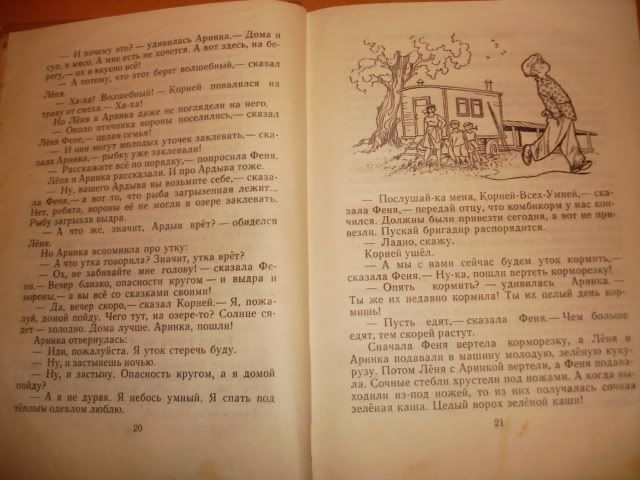 — И почему это? — удивилась Аринка.— Дома и
суп, и мясо. А мне есть не хочется. А вот здесь, на бе-
регу,— ох и вкусно всё!
— А потому, что этот берег волшебный,— сказал
Лёня.
— Ха-ха! Волшебный! — Корней повалился на
траву от смеха.— Ха-ха!
Но Лёня и Аринка даже не поглядели на него.
— Около птичника вороны поселились,— сказал
Лёня Фене,— целая семья!
— И они могут молодых уточек заклевать,— ска-
зала Аринка,— рыбку уже заклевали!
— Расскажите всё по порядку,— попросила Феня.
Лёня и Аринка рассказали. И про Ардыва тоже.
— Ну, вашего Ардыва вы возьмите себе,— сказа-
ла Феня,— а вот то, что рыба загрызенная лежит...
Нет, ребята, вороны её не могли в озере заклевать.
Рыбу загрызла выдра.
— А что же, значит, Ардыв врёт? — обиделся
Лёня.
Но Аринка вспомнила про утку:
— А что утка говорила? Значит, утка врёт?
— Ох, не забивайте мне голову! — сказала Фе-
ня.— Вечер близко, опасности кругом — и выдра и
вороны,— а вы всё со сказками своими!
— Да, вечер скоро,— сказал Корней.— Я, пожа-
луй, домой пойду. Чего тут, на озере-то? Солнце ся-
дет — холодно. Дома лучше. Аринка, пошли!
Аринка отвернулась:
— Иди, пожалуйста. Я уток стеречь буду.
— Ну, и застынешь ночью.
— Ну, и застыну. Опасность кругом, а я домой
пойду?
— А я не дурак. Я небось умный. Я спать под
тёплым одеялом люблю.
20
— Послушай-ка меня, Корней-Всех-Умней,— ска-
зала Феня,— передай отцу, что комбикорм у нас кон-
чился. Должны были привезти сегодня, а вот не при-
везли. Пускай бригадир распорядится.
— Ладно, скажу.
Корней ушёл.
— А мы с вами сейчас будем уток кормить,—
сказала Феня.— Ну-ка, пошли вертеть корморезку!
— Опять кормить? — удивилась Аринка. —
Ты же их недавно кормила! Ты их целый день кор-
мишь!
— Пусть едят,— сказала Феня.— Чем больше
едят, тем скорей растут.
Сначала Феня вертела корморезку, а Лёня и
Аринка подавали в машину молодую, зелёную куку-
рузу. Потом Лёня с Аринкой вертели, а Феня подава-
ла. Сочные стебли хрустели под ножами. А когда вы-
ходили из-под ножей, то из них получалась сочная
зелёная каша. Целый ворох зелёной каши!
21